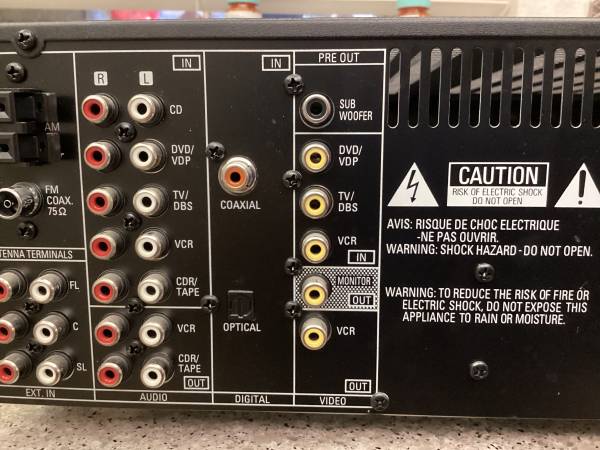 R
L
IN
CD
DVD/
VDP
TV/
DBS
VCR
CDR/
TAPE
VCR
CDR/
TAPE
OUT
AUDIO
IN
COAXIAL
OPTICAL
DIGITAL
PRE OUT
SUB
WOOFER
DVD/
VDP
TV/
DBS
VCR
IN
MONITOR
OUT
VCR
OUT
VIDEO
AM
FM
COAX.
75Ω
TERMINALS
FL
C
SL
EXT. IN
CAUTION
RISK OF ELECTRIC SHOCK
DO NOT OPEN
AVIS: RISQUE DE CHOC ELECTRIQUE
-NE PAS OUVRIR.
WARNING: SHOCK HAZARD - DO NOT OPEN.
WARNING: TO REDUCE THE RISK OF FIRE OR
ELECTRIC SHOCK, DO NOT EXPOSE THIS
APPLIANCE TO RAIN OR MOISTURE.